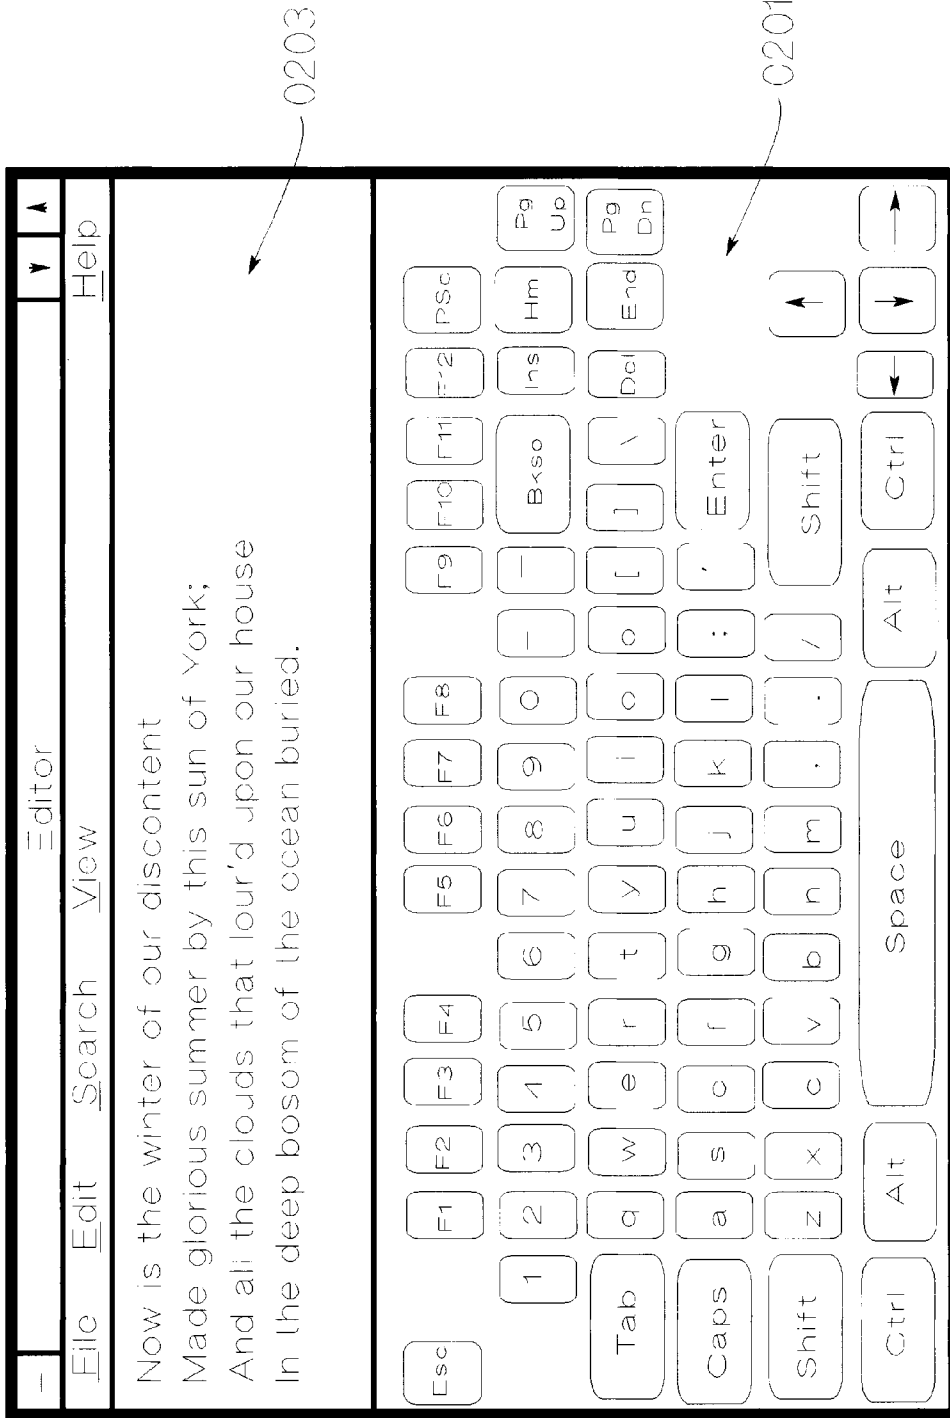 Editor
File Edit Search View Help
Now is the winter of our discontent
Made glorious summer by this sun of York;
And all the clouds that lour'd upon our house
In the deep bosom of the ocean buried.
0203
Esc F1 F2 F3 F4 F5 F6 F7 F8 F9 F10 F11 F12 PSc
1 2 3 4 5 6 7 8 9 0 - Bksp Ins Hm Pg Up
Tab q w e r t y u i o [ ] \ Del End Pg Dn
Caps a s f g h j k l ' Enter
Shift z x c v b n m . / Shift
Ctrl Alt Space Alt Ctrl
0201